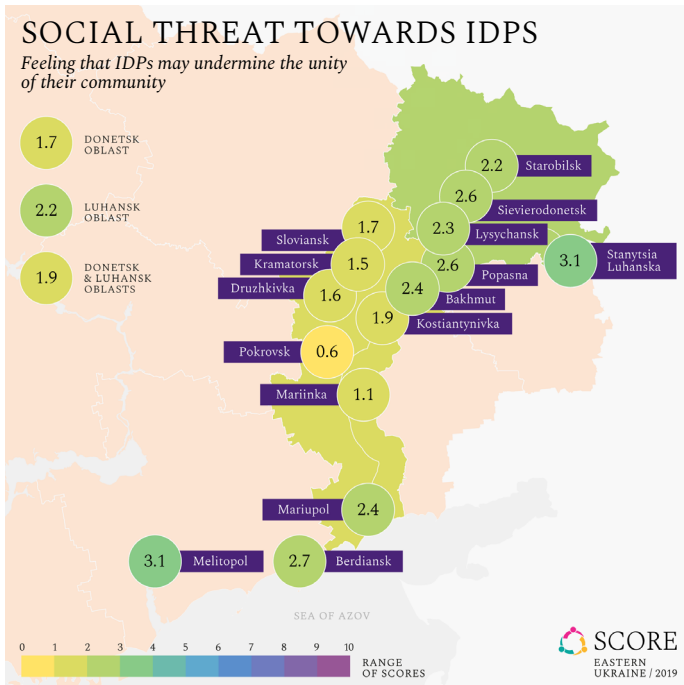 SOCIAL THREAT TOWARDS IDPS
Feeling that IDPs may undermine the unity
of their community
1.7
DONETSK
OBLAST
2.2
LUHANSK
OBLAST
1.9
DONETSK
& LUHANSK
OBLASTS
2.2
Starobilsk
2.6
Sievierodonetsk
2.3
Lysychansk
1.7
Sloviansk
3.1
Stanytsia
Luhanska
1.5
Kramatorsk
2.6
Popasna
1.6
Druzhkivka
2.4
Bakhmut
1.9
Kostiantynivka
Pokrovsk
0.6
Mariinka
1.1
Mariupol
2.4
3.1
Melitopol
2.7
Berdiansk
SEA OF AZOV
0 1 2 3 4 5 6 7 8 9 10
RANGE
OF SCORES
SCORE
EASTERN
UKRAINE / 2019